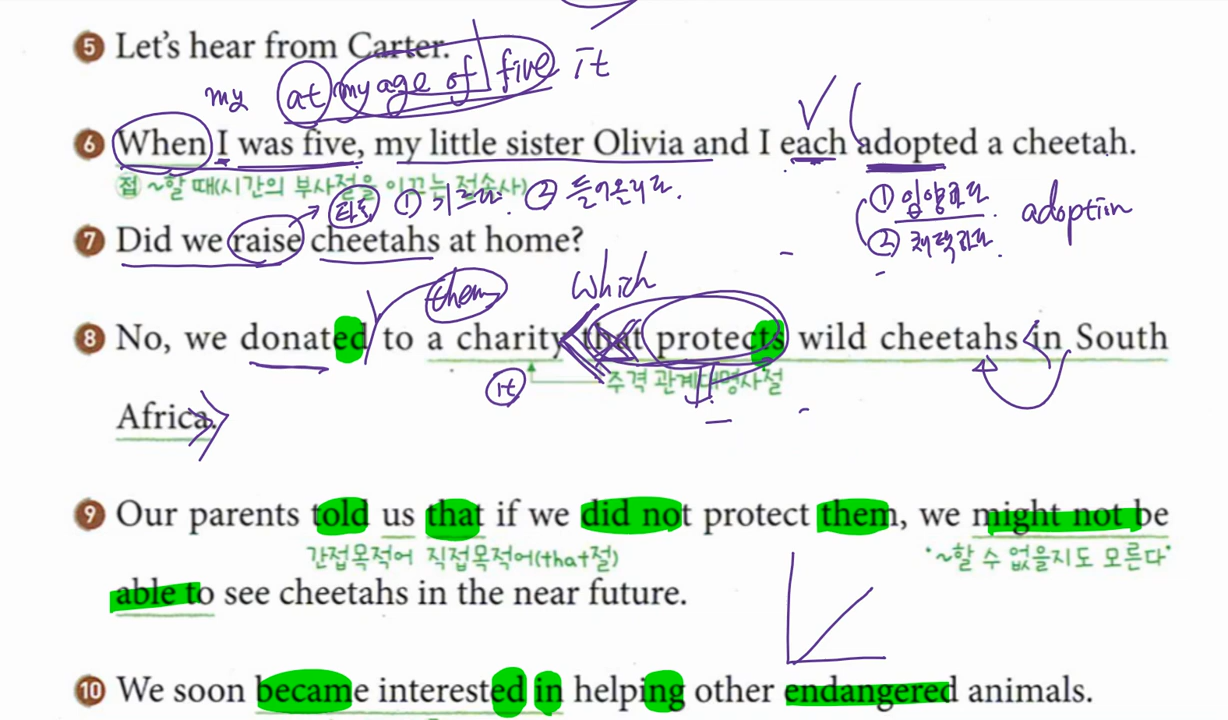 5 Let's hear from Carter.
my at my age of five it
6 When I was five, my little sister Olivia and I each adopted a cheetah.
접 ~할 때(시간의 부사절을 이끄는 접속사)
타동 ① 기르다. ② 들어올리다.
① 입양하다
② 채택하다.
adoption
7 Did we raise cheetahs at home?
them which
8 No, we donated to a charity that protects wild cheetahs in South
it 주격 관계대명사절
Africa.
9 Our parents told us that if we did not protect them, we might not be
간접목적어 직접목적어(that절) '~할 수 없을지도 모른다'
able to see cheetahs in the near future.
10 We soon became interested in helping other endangered animals.